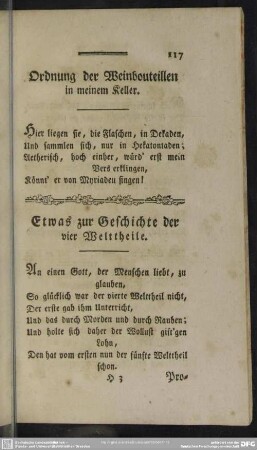 117
Ordnung der Weinbouteillen
in meinem Keller.
Hier liegen sie, die Flaschen, in Dekaden,
Und sammlen sich, nur in Hekatontaden;
Aetherisch, hoch einher, würd' erst mein
Vers erklingen,
Könnt' er von Myriaden singen!
Etwas zur Geschichte der
vier Welttheile.
An einen Gott, der Menschen liebt, zu
glauben,
So glücklich war der vierte Welttheil nicht,
Der erste gab ihm Unterricht,
Und das durch Morden und durch Rauben;
Und holte sich daher der Wollust gift'gen
Lohn,
Den hat vom ersten nun der fünfte Welttheil
schon.
H 3
Pro-